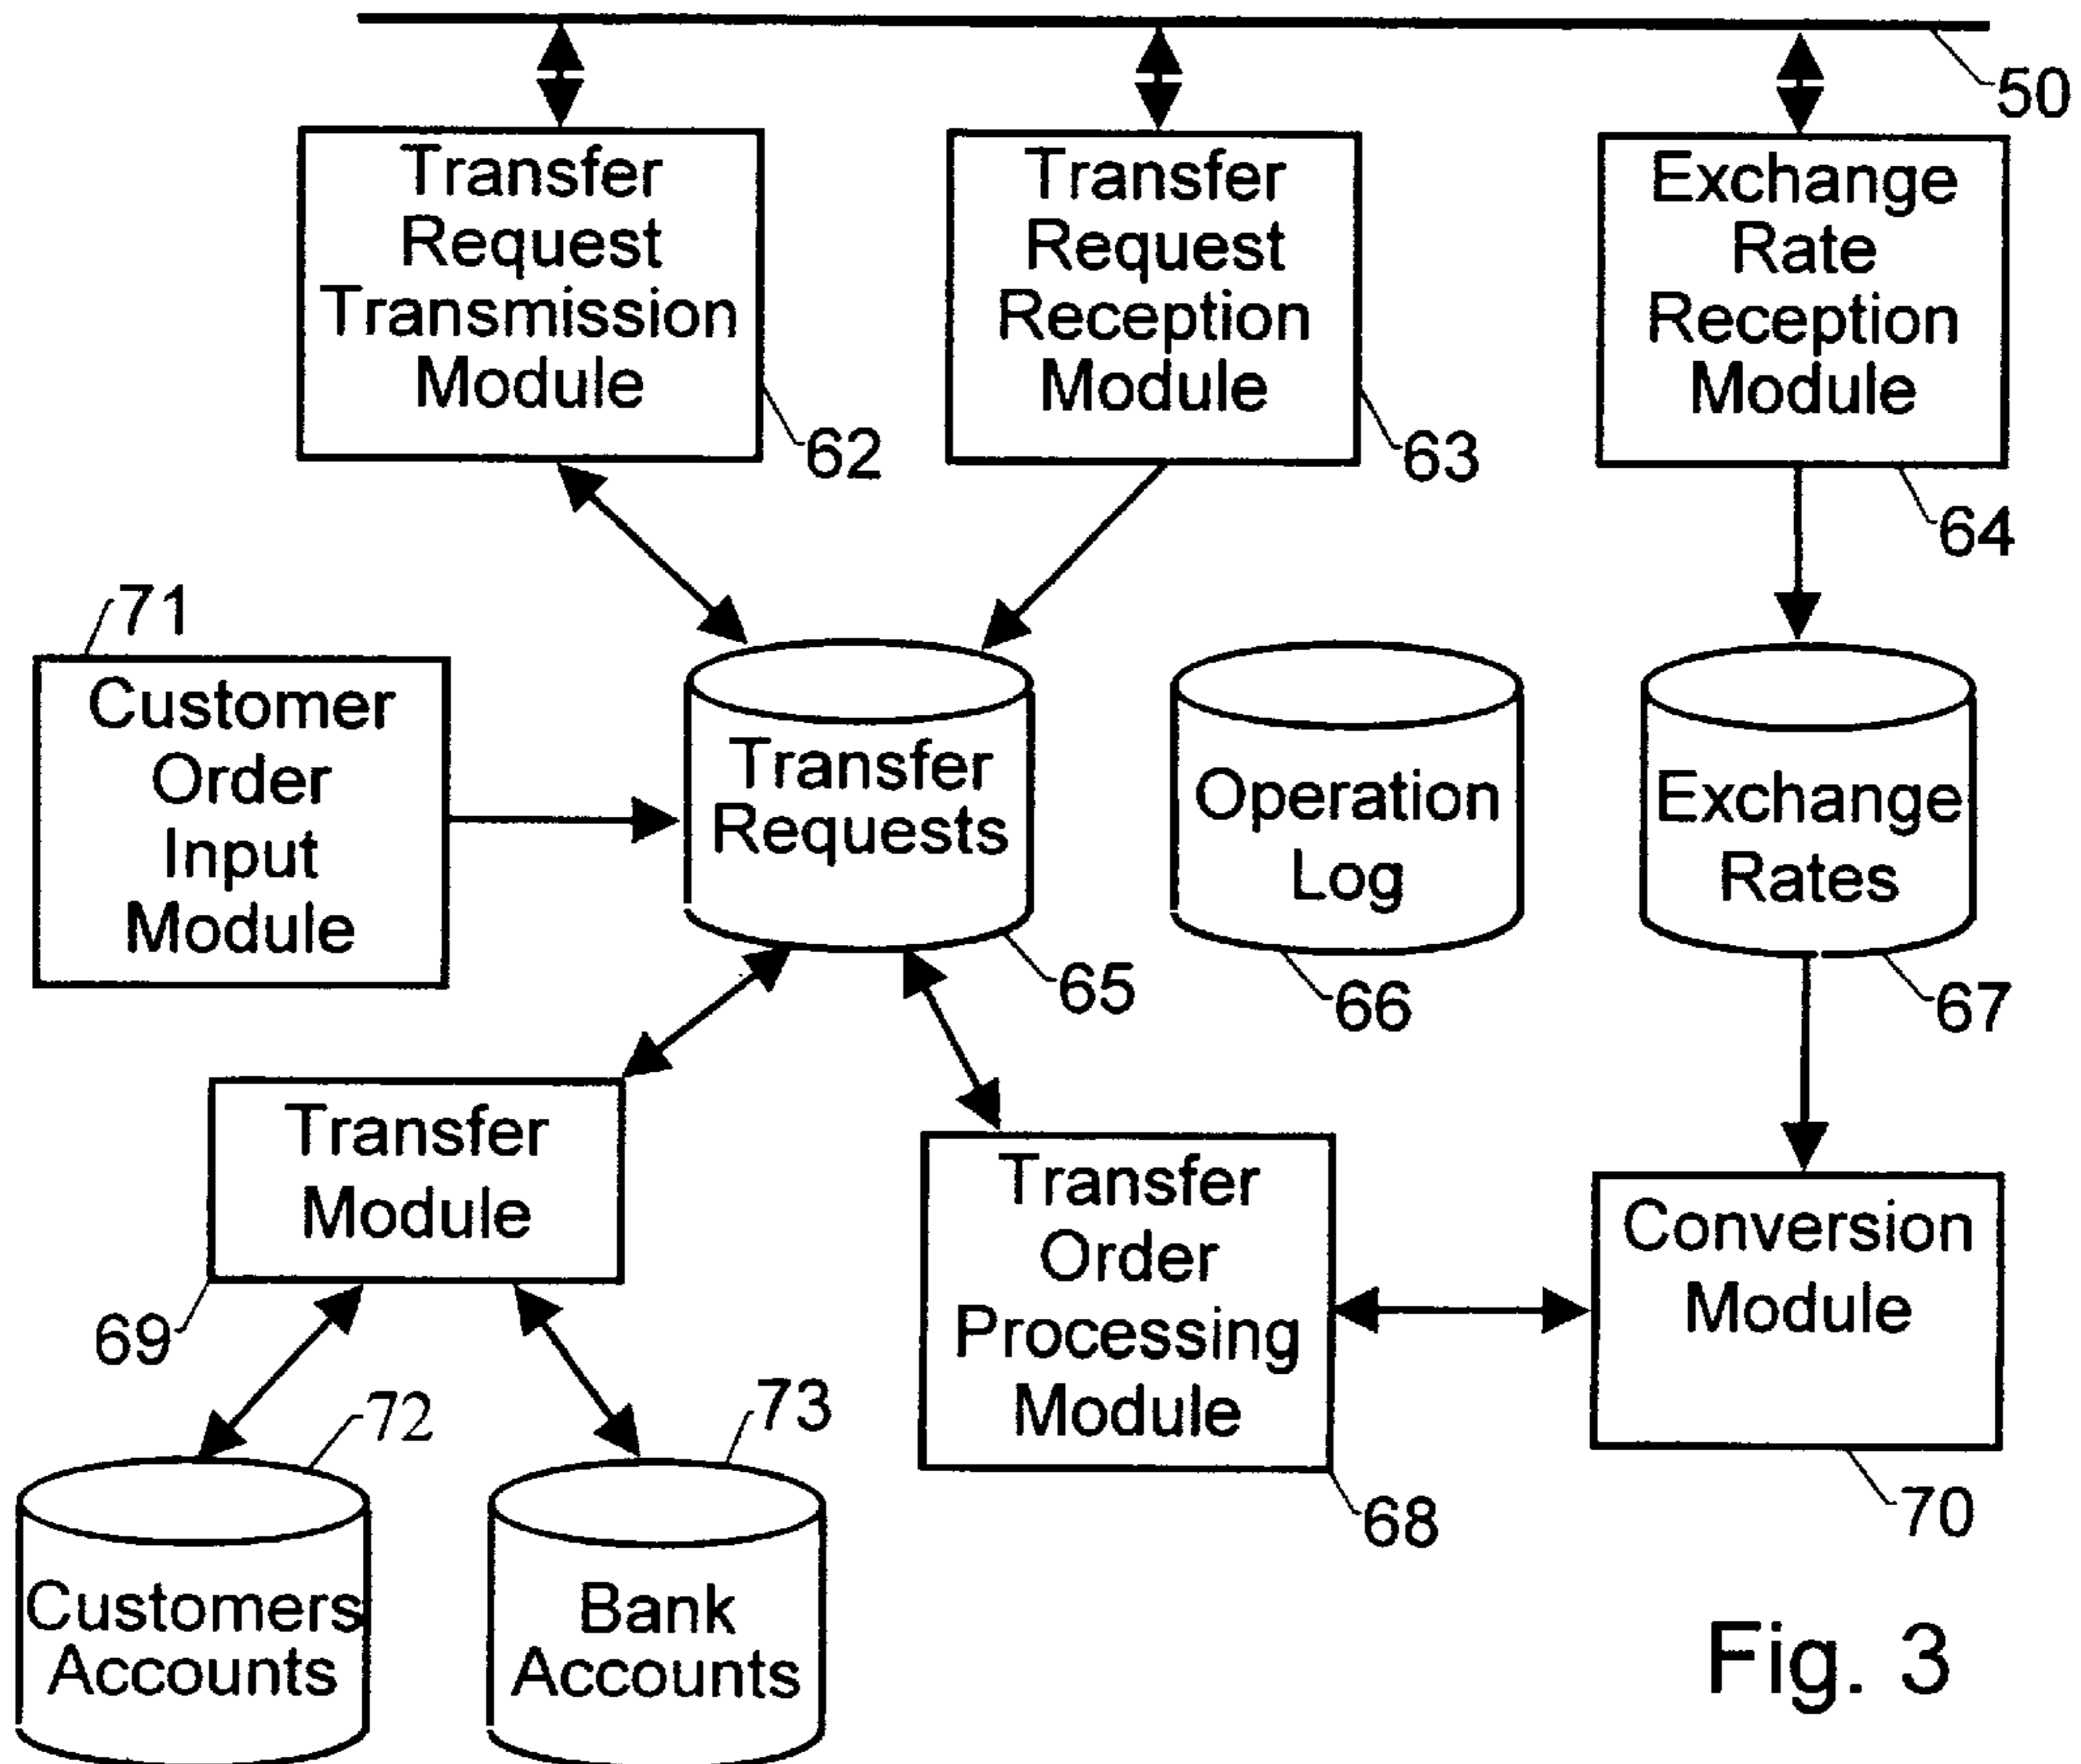 50
Transfer
Request
Transmission
Module
62
Transfer
Request
Reception
Module
63
Exchange
Rate
Reception
Module
64
71
Customer
Order
Input
Module
Transfer
Requests
65
Operation
Log
66
Exchange
Rates
67
Transfer
Module
69
Transfer
Order
Processing
Module
68
Conversion
Module
70
72
Customers
Accounts
73
Bank
Accounts
Fig. 3